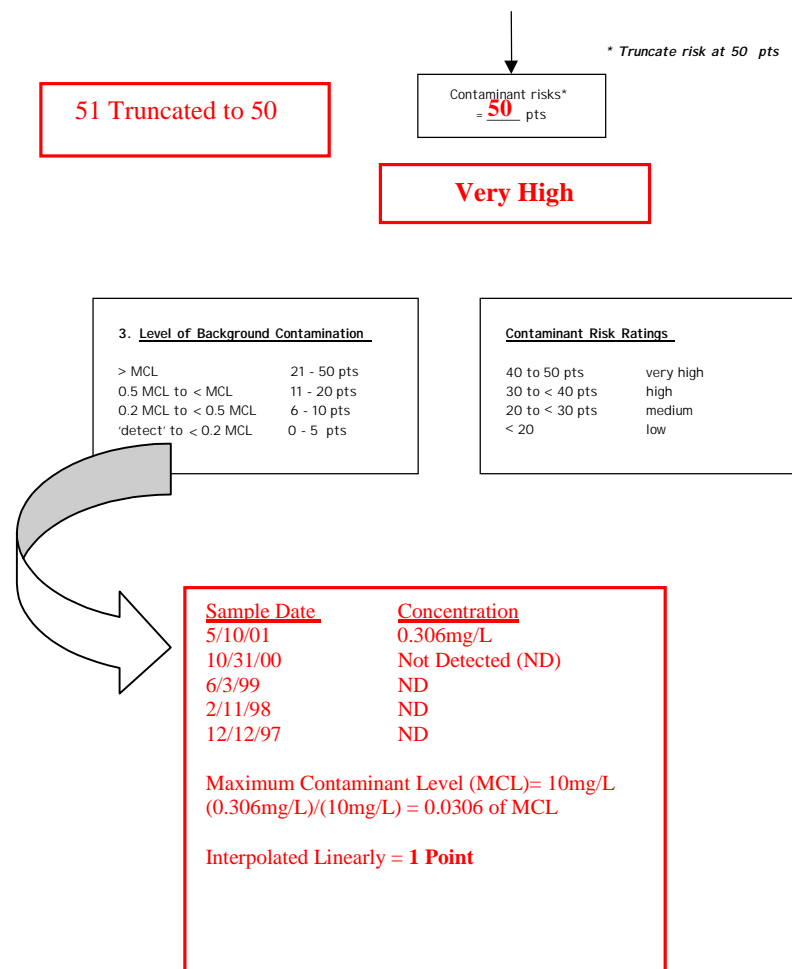 * Truncate risk at 50 pts
51 Truncated to 50
Contaminant risks*
= 50 pts
Very High
3. Level of Background Contamination
> MCL 21 - 50 pts
0.5 MCL to < MCL 11 - 20 pts
0.2 MCL to < 0.5 MCL 6 - 10 pts
'detect' to < 0.2 MCL 0 - 5 pts
Contaminant Risk Ratings
40 to 50 pts very high
30 to < 40 pts high
20 to < 30 pts medium
< 20 low
Sample Date Concentration
5/10/01 0.306mg/L
10/31/00 Not Detected (ND)
6/3/99 ND
2/11/98 ND
12/12/97 ND
Maximum Contaminant Level (MCL)= 10mg/L
(0.306mg/L)/(10mg/L) = 0.0306 of MCL
Interpolated Linearly = 1 Point